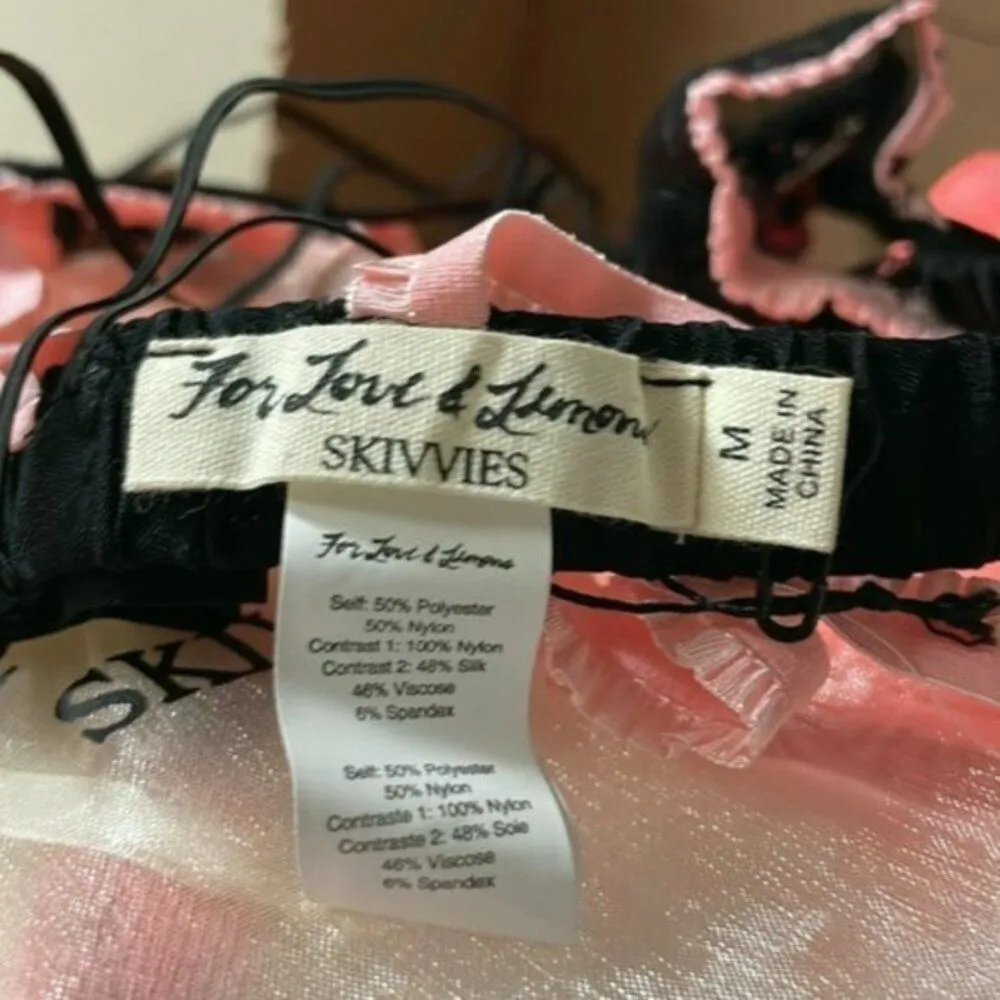 For Love & Lemons
SKIVVIES
M
MADE IN
CHINA
For Love & Lemons
Self: 50% Polyester
50% Nylon
Contrast 1: 100% Nylon
Contrast 2: 48% Silk
46% Viscose
6% Spandex
Self: 50% Polyester
50% Nylon
Contraste 1: 100% Nylon
Contraste 2: 48% Soie
46% Viscose
6% Spandex
SKI